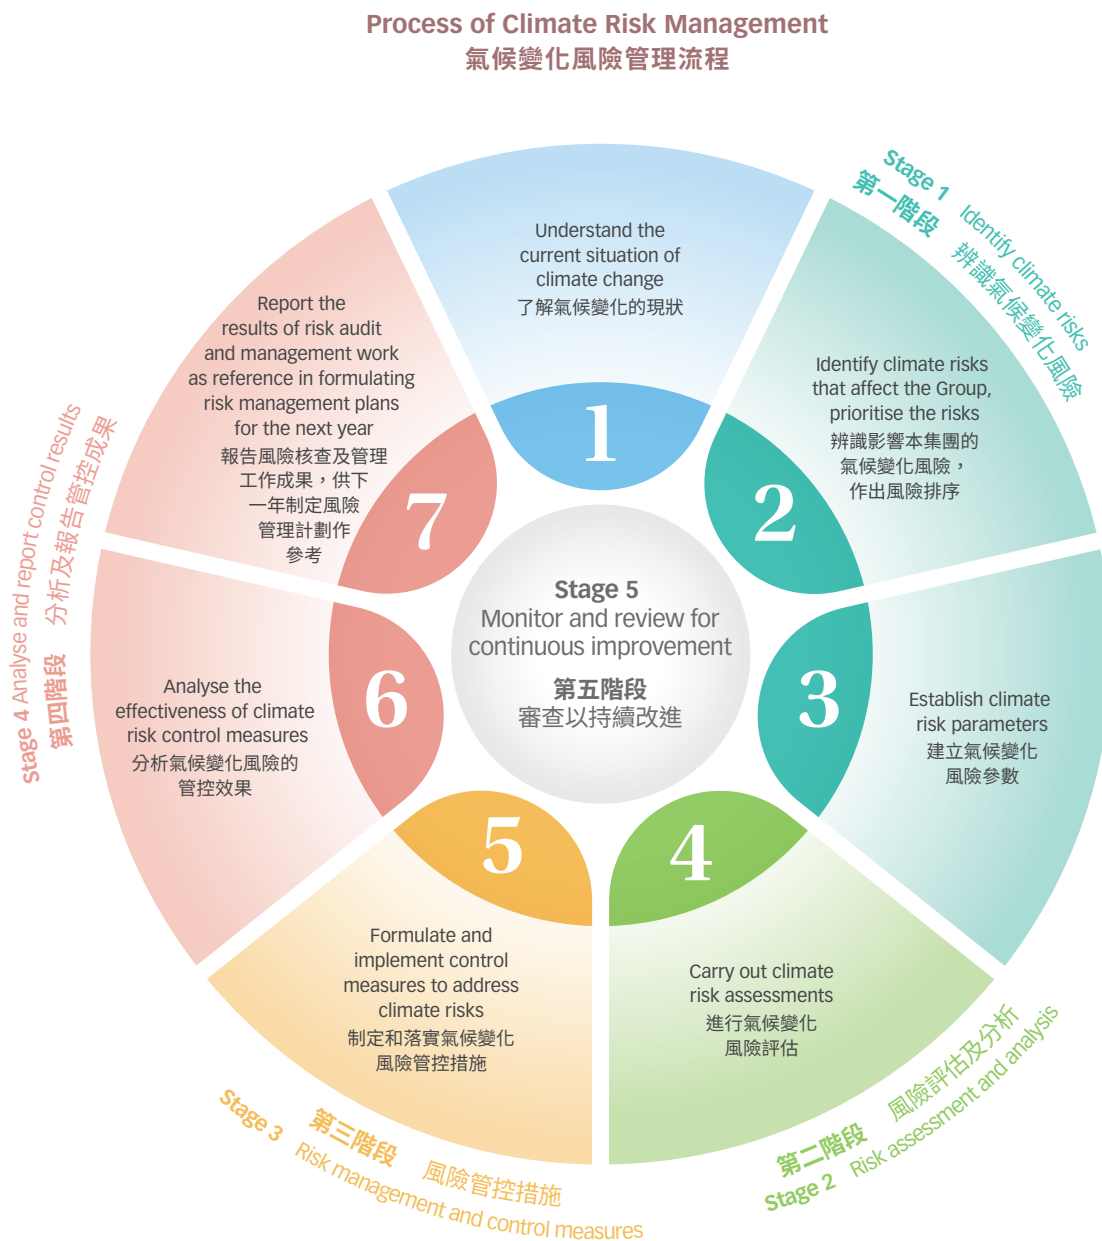 Process of Climate Risk Management
氣候變化風險管理流程
Understand the
current situation of
climate change
了解氣候變化的現狀
1
Stage 1 Identify climate risks
第一階段 辨識氣候變化風險
Identify climate risks
that affect the Group,
prioritise the risks
辨識影響本集團的
氣候變化風險，
作出風險排序
2
Establish climate
risk parameters
建立氣候變化
風險參數
3
Carry out climate
risk assessments
進行氣候變化
風險評估
4
第二階段 風險評估及分析
Stage 2 Risk assessment and analysis
Formulate and
implement control
measures to address
climate risks
制定和落實氣候變化
風險管控措施
5
第三階段 風險管控措施
Stage 3 Risk management and control measures
Analyse the
effectiveness of climate
risk control measures
分析氣候變化風險的
管控效果
6
Stage 4 Analyse and report control results
第四階段 分析及報告管控成果
Report the
results of risk audit
and management work
as reference in formulating
risk management plans
for the next year
報告風險核查及管理
工作成果，供下
一年制定風險
管理計劃作
參考
7
Stage 5
Monitor and review for
continuous improvement
第五階段
審查以持續改進